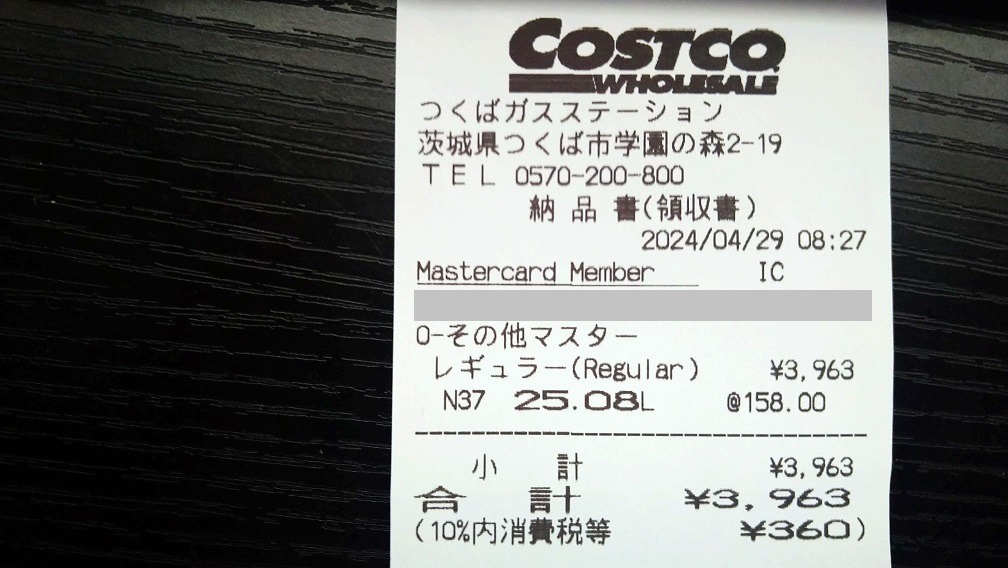 COSTCO
WHOLESALE
つくばガスステーション
茨城県つくば市学園の森2-19
TEL 0570-200-800
納 品 書(領収書)
2024/04/29 08:27
Mastercard Member IC
0-その他マスター
レギュラー(Regular) ¥3,963
N37 25.08L @158.00
小 計 ¥3,963
合 計 ¥3,963
(10%内消費税等 ¥360)